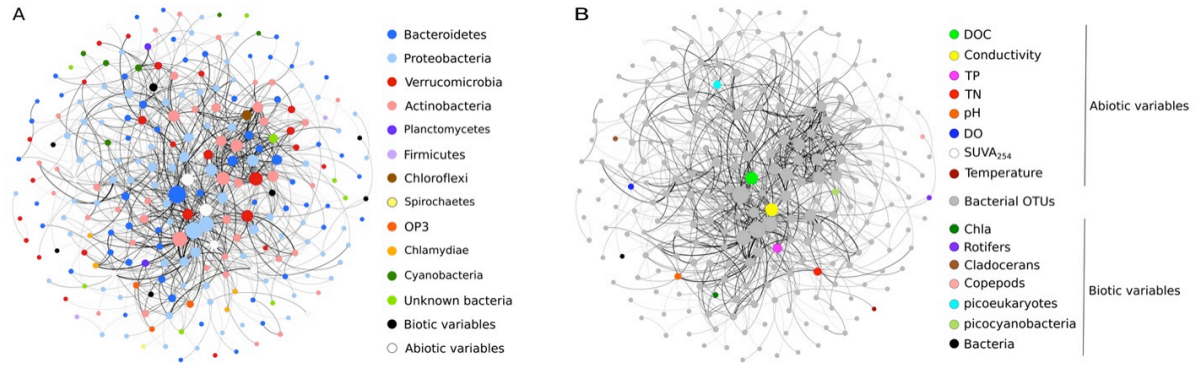 A
Bacteroidetes
Proteobacteria
Verrucomicrobia
Actinobacteria
Planctomycetes
Firmicutes
Chloroflexi
Spirochaetes
OP3
Chlamydiae
Cyanobacteria
Unknown bacteria
Biotic variables
Abiotic variables
B
DOC
Conductivity
TP
TN
pH
DO
SUVA₂₅₄
Temperature
Abiotic variables
Bacterial OTUs
Chla
Rotifers
Cladocerans
Copepods
picoeukaryotes
picocyanobacteria
Bacteria
Biotic variables